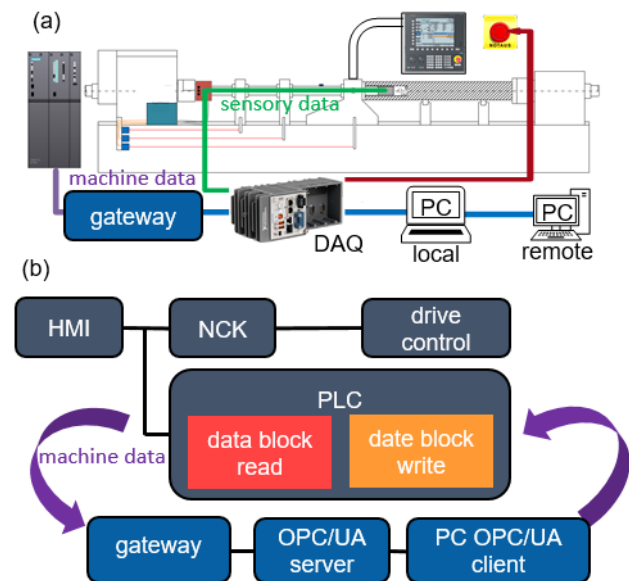 (a)
NOTAUS
sensory data
machine data
gateway
DAQ
PC
local
PC
remote
(b)
HMI
NCK
drive
control
PLC
data block
read
date block
write
machine data
gateway
OPC/UA
server
PC OPC/UA
client